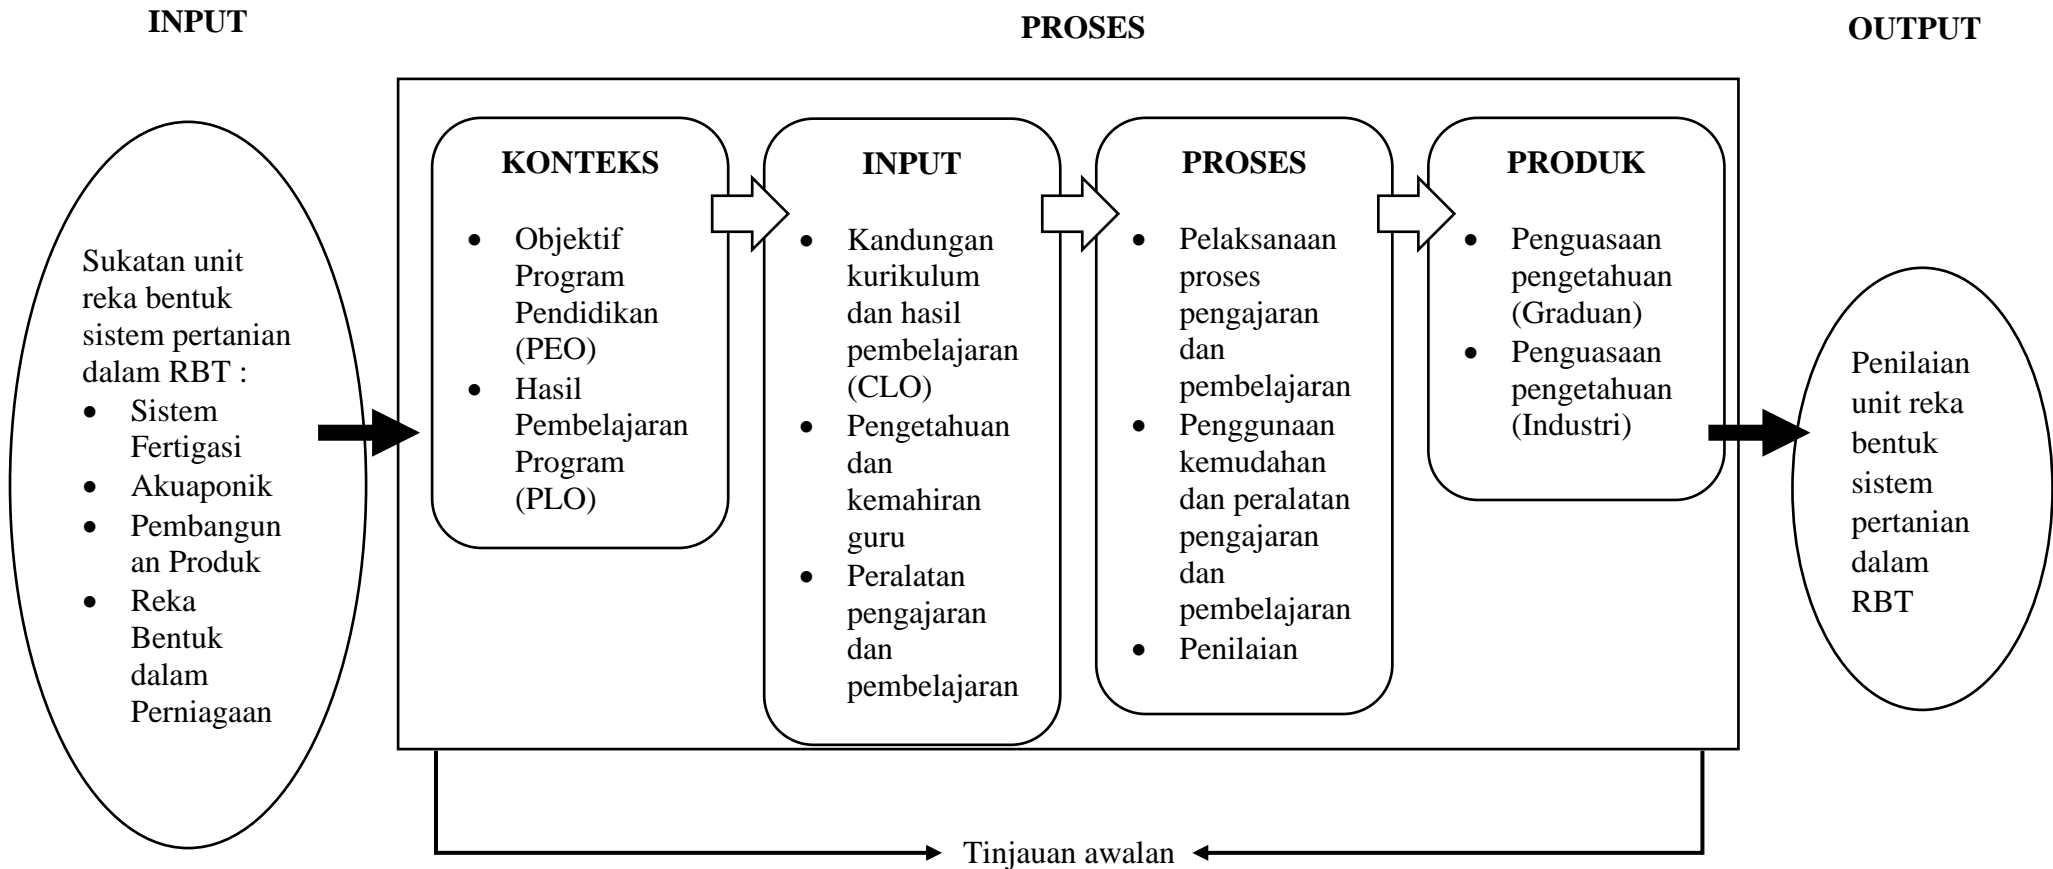 INPUT
PROSES
OUTPUT
Sukatan unit
reka bentuk
sistem pertanian
dalam RBT :
• Sistem
Fertigasi
• Akuaponik
• Pembangun
an Produk
• Reka
Bentuk
dalam
Perniagaan
KONTEKS
• Objektif
Program
Pendidikan
(PEO)
• Hasil
Pembelajaran
Program
(PLO)
INPUT
• Kandungan
kurikulum
dan hasil
pembelajaran
(CLO)
• Pengetahuan
dan
kemahiran
guru
• Peralatan
pengajaran
dan
pembelajaran
PROSES
• Pelaksanaan
proses
pengajaran
dan
pembelajaran
• Penggunaan
kemudahan
dan peralatan
pengajaran
dan
pembelajaran
• Penilaian
PRODUK
• Penguasaan
pengetahuan
(Graduan)
• Penguasaan
pengetahuan
(Industri)
Penilaian
unit reka
bentuk
sistem
pertanian
dalam
RBT
Tinjauan awalan